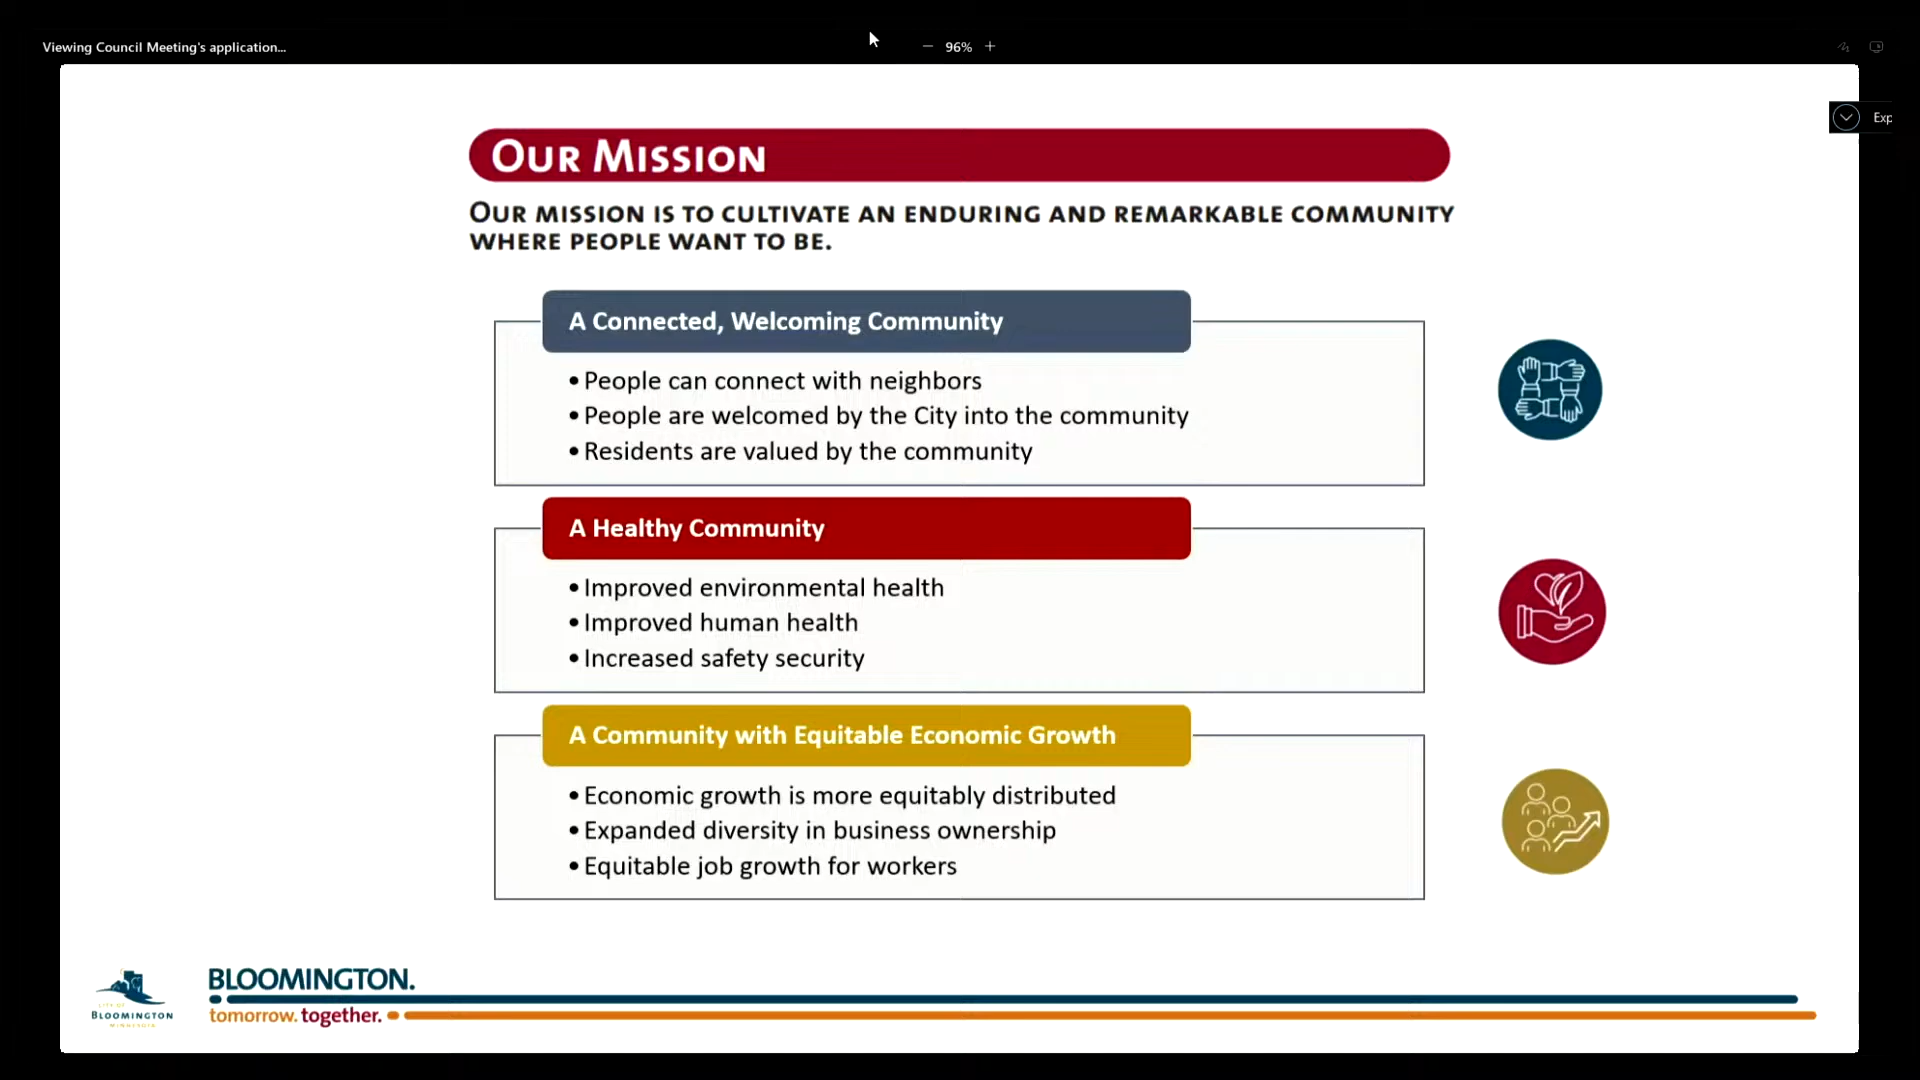 Viewing Council Meeting's application...
96%
Exp
OUR MISSION
OUR MISSION IS TO CULTIVATE AN ENDURING AND REMARKABLE COMMUNITY
WHERE PEOPLE WANT TO BE.
A Connected, Welcoming Community
•People can connect with neighbors
•People are welcomed by the City into the community
•Residents are valued by the community
A Healthy Community
•Improved environmental health
•Improved human health
•Increased safety security
A Community with Equitable Economic Growth
•Economic growth is more equitably distributed
•Expanded diversity in business ownership
•Equitable job growth for workers
CITY OF
BLOOMINGTON
MINNESOTA
BLOOMINGTON.
tomorrow. together.